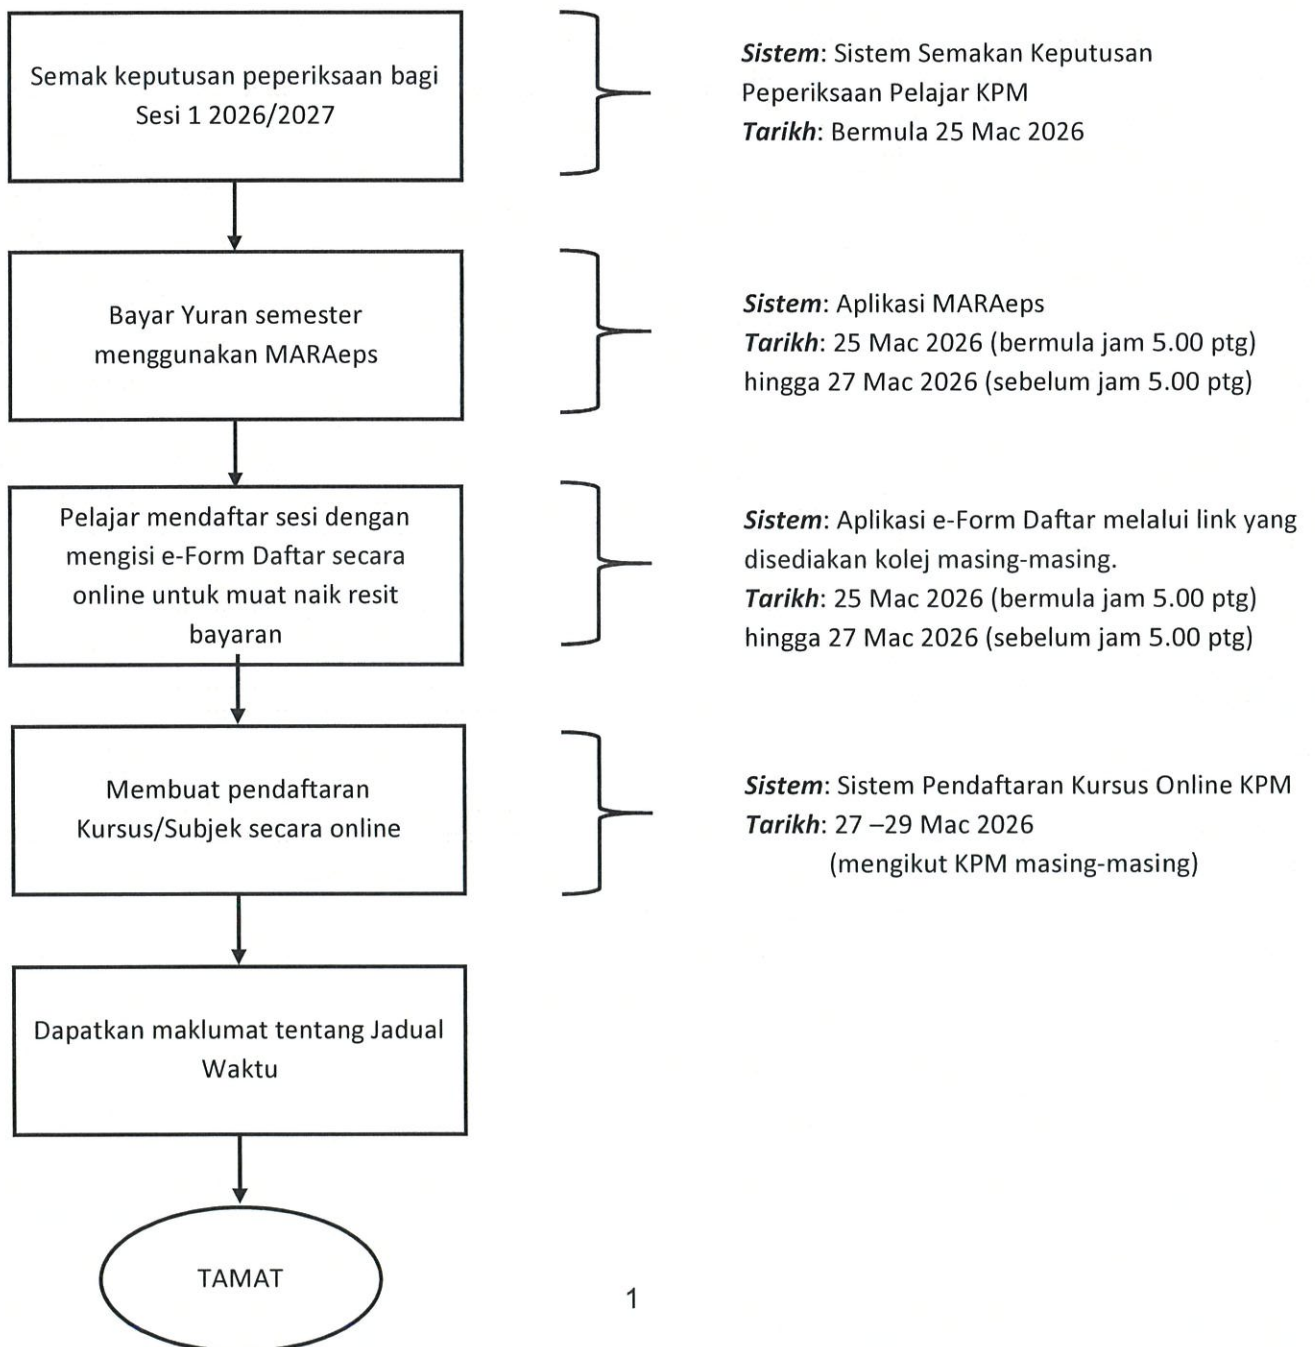 Semak keputusan peperiksaan bagi
Sesi 1 2026/2027
Sistem: Sistem Semakan Keputusan
Peperiksaan Pelajar KPM
Tarikh: Bermula 25 Mac 2026
Bayar Yuran semester
menggunakan MARAeps
Sistem: Aplikasi MARAeps
Tarikh: 25 Mac 2026 (bermula jam 5.00 ptg)
hingga 27 Mac 2026 (sebelum jam 5.00 ptg)
Pelajar mendaftar sesi dengan
mengisi e-Form Daftar secara
online untuk muat naik resit
bayaran
Sistem: Aplikasi e-Form Daftar melalui link yang
disediakan kolej masing-masing.
Tarikh: 25 Mac 2026 (bermula jam 5.00 ptg)
hingga 27 Mac 2026 (sebelum jam 5.00 ptg)
Membuat pendaftaran
Kursus/Subjek secara online
Sistem: Sistem Pendaftaran Kursus Online KPM
Tarikh: 27 –29 Mac 2026
(mengikut KPM masing-masing)
Dapatkan maklumat tentang Jadual
Waktu
TAMAT
1